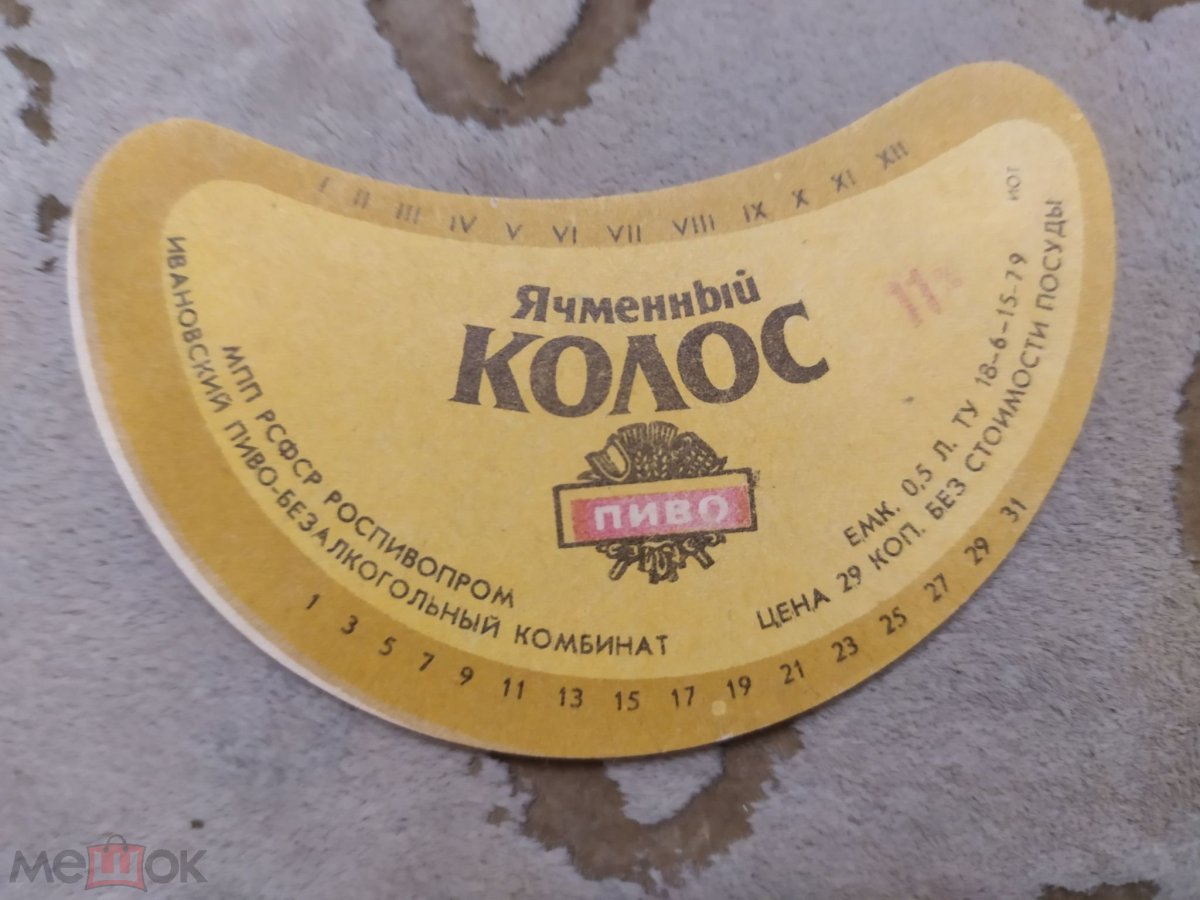 I II III IV V VI VII VIII IX X XI XII
Ячменный
КОЛОС
ПИВО
МПП РСФСР РОСПИВОПРОМ
ИВАНОВСКИЙ ПИВО-БЕЗАЛКОГОЛЬНЫЙ КОМБИНАТ
ЕМК. 0,5 Л. ТУ 18-6-15-79
ЦЕНА 29 КОП. БЕЗ СТОИМОСТИ ПОСУДЫ
ИОТ
1 3 5 7 9 11 13 15 17 19 21 23 25 27 29 31
мешок